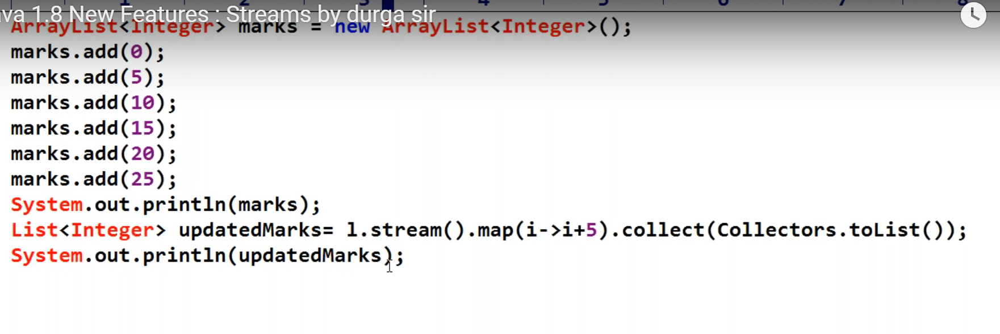 va 1.8 New Features : Streams by durga sir
ArrayList<Integer> marks = new ArrayList<Integer>();
marks.add(0);
marks.add(5);
marks.add(10);
marks.add(15);
marks.add(20);
marks.add(25);
System.out.println(marks);
List<Integer> updatedMarks= l.stream().map(i->i+5).collect(Collectors.toList());
System.out.println(updatedMarks);